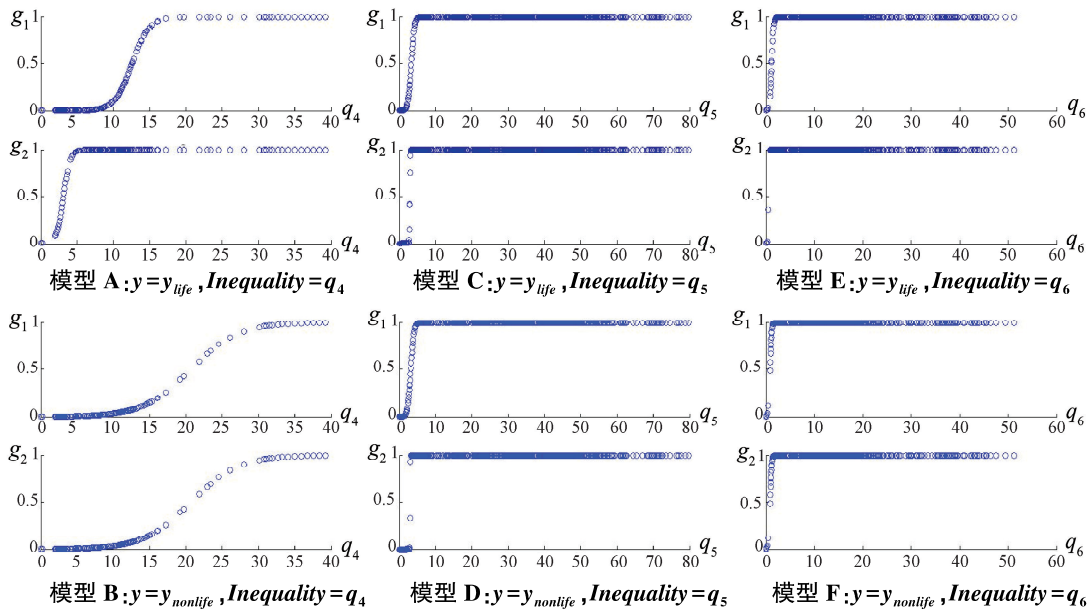 g₁ 1 g₁ 1 g₁ 1
0.5 0.5 0.5
0 0 0
0 5 10 15 20 25 30 35 40 q₄ 0 10 20 30 40 50 60 70 80 q₅ 0 10 20 30 40 50 60 q₆
g₂ 1 g₂ 1 g₂ 1
0.5 0.5 0.5
0 0 0
0 5 10 15 20 25 30 35 40 q₄ 0 10 20 30 40 50 60 70 80 q₅ 0 10 20 30 40 50 60 q₆
模型 A:y=y_life,Inequality=q₄ 模型 C:y=y_life,Inequality=q₅ 模型 E:y=y_life,Inequality=q₆
g₁ 1 g₁ 1 g₁ 1
0.5 0.5 0.5
0 0 0
0 5 10 15 20 25 30 35 40 q₄ 0 10 20 30 40 50 60 70 80 q₅ 0 10 20 30 40 50 60 q₆
g₂ 1 g₂ 1 g₂ 1
0.5 0.5 0.5
0 0 0
0 5 10 15 20 25 30 35 40 q₄ 0 10 20 30 40 50 60 70 80 q₅ 0 10 20 30 40 50 60 q₆
模型 B:y=y_nonlife,Inequality=q₄ 模型 D:y=y_nonlife,Inequality=q₅ 模型 F:y=y_nonlife,Inequality=q₆